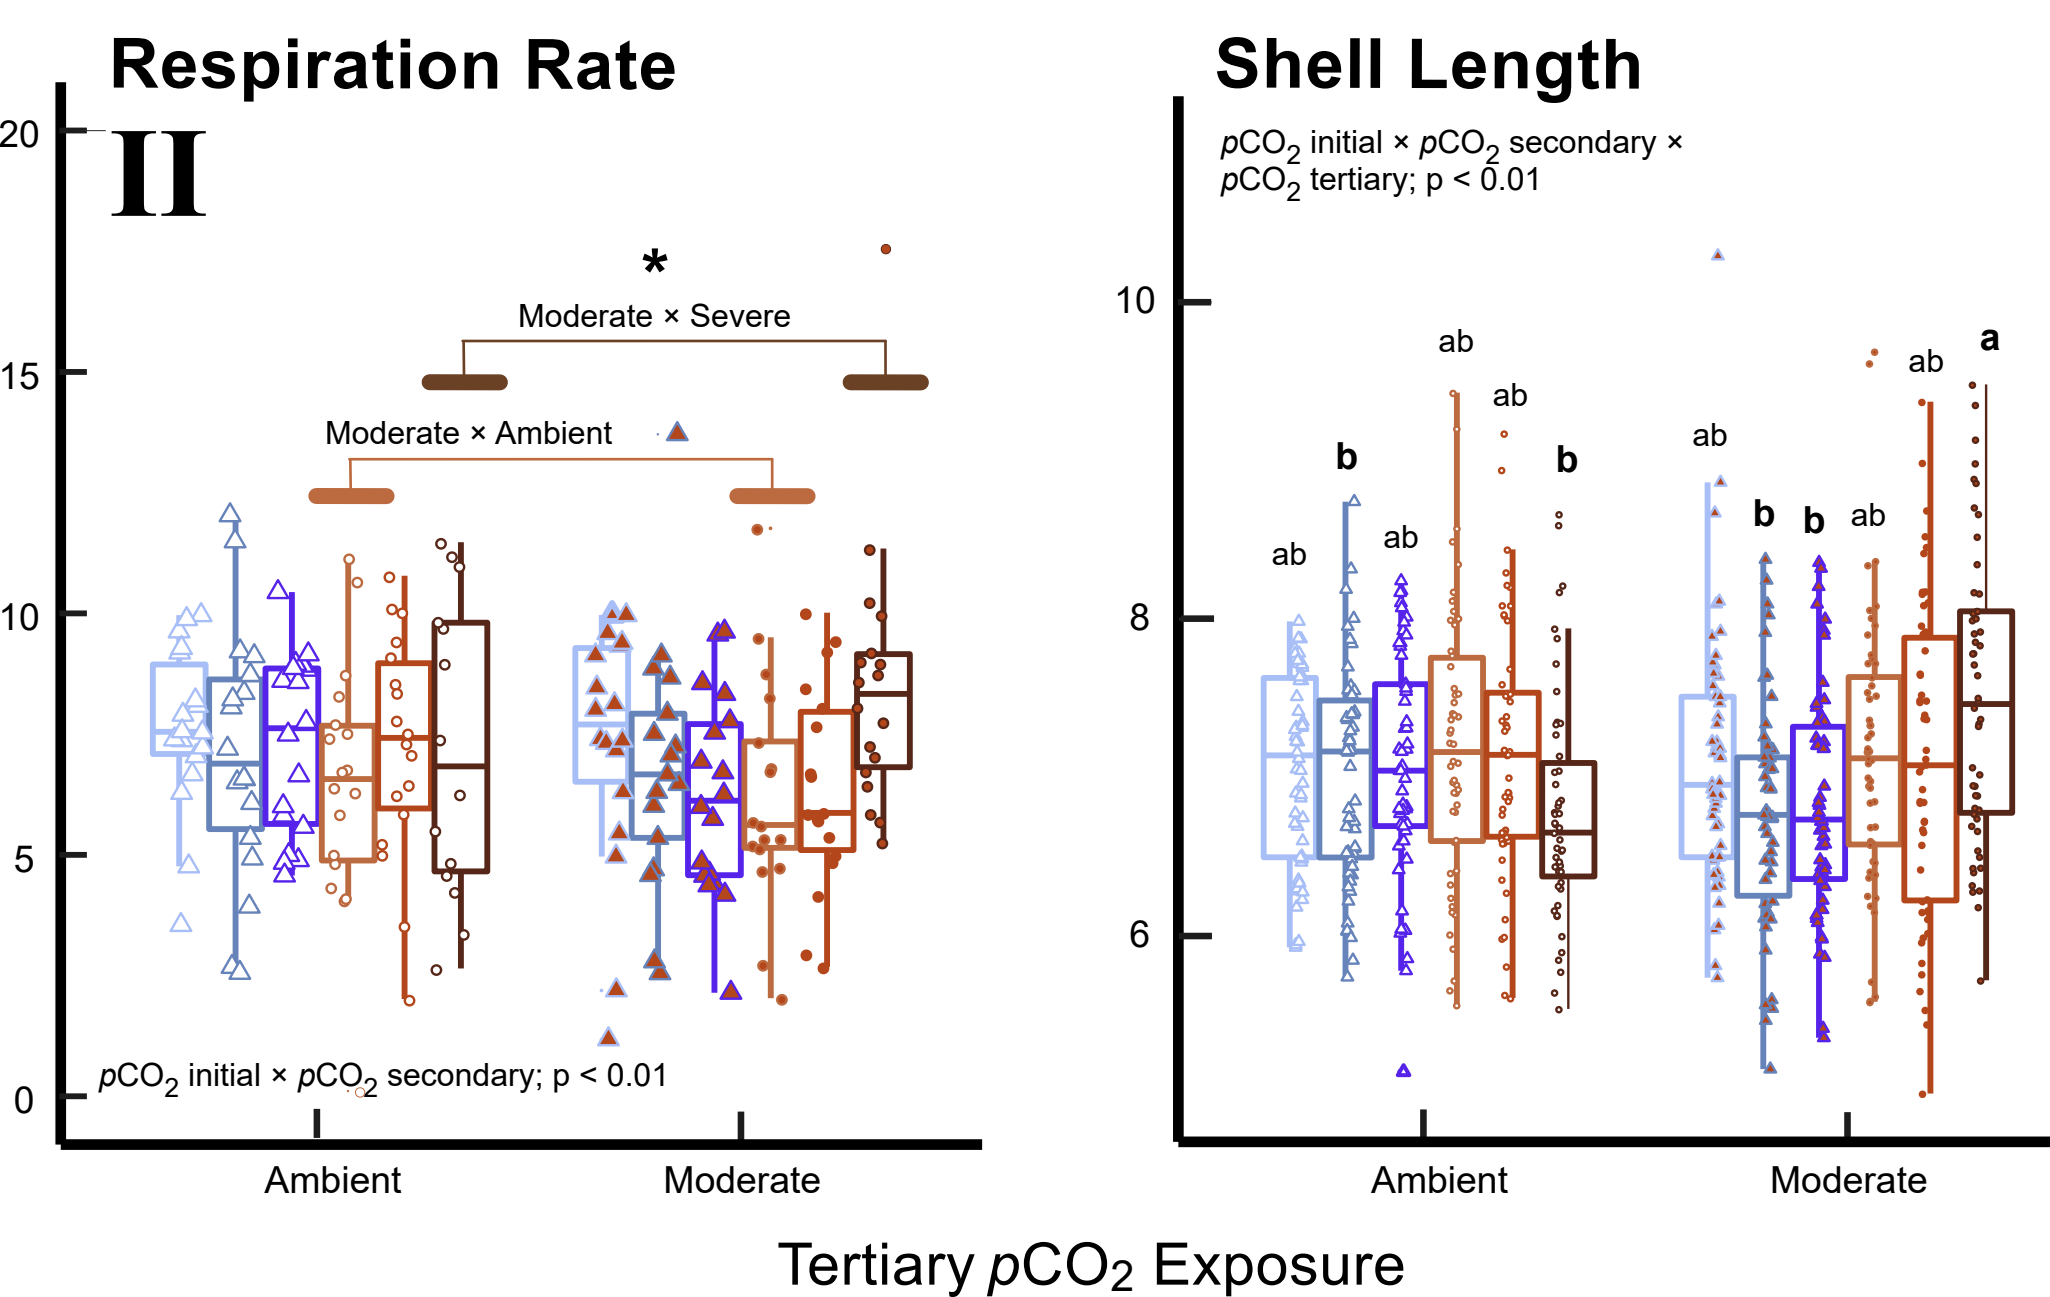 Respiration Rate
II
20
15
10
5
0
*
Moderate × Severe
Moderate × Ambient
pCO2 initial × pCO2 secondary; p < 0.01
Ambient
Moderate
Shell Length
pCO2 initial × pCO2 secondary ×
pCO2 tertiary; p < 0.01
10
8
6
ab
b
ab
ab
ab
b
ab
b
b
ab
ab
a
Ambient
Moderate
Tertiary pCO2 Exposure